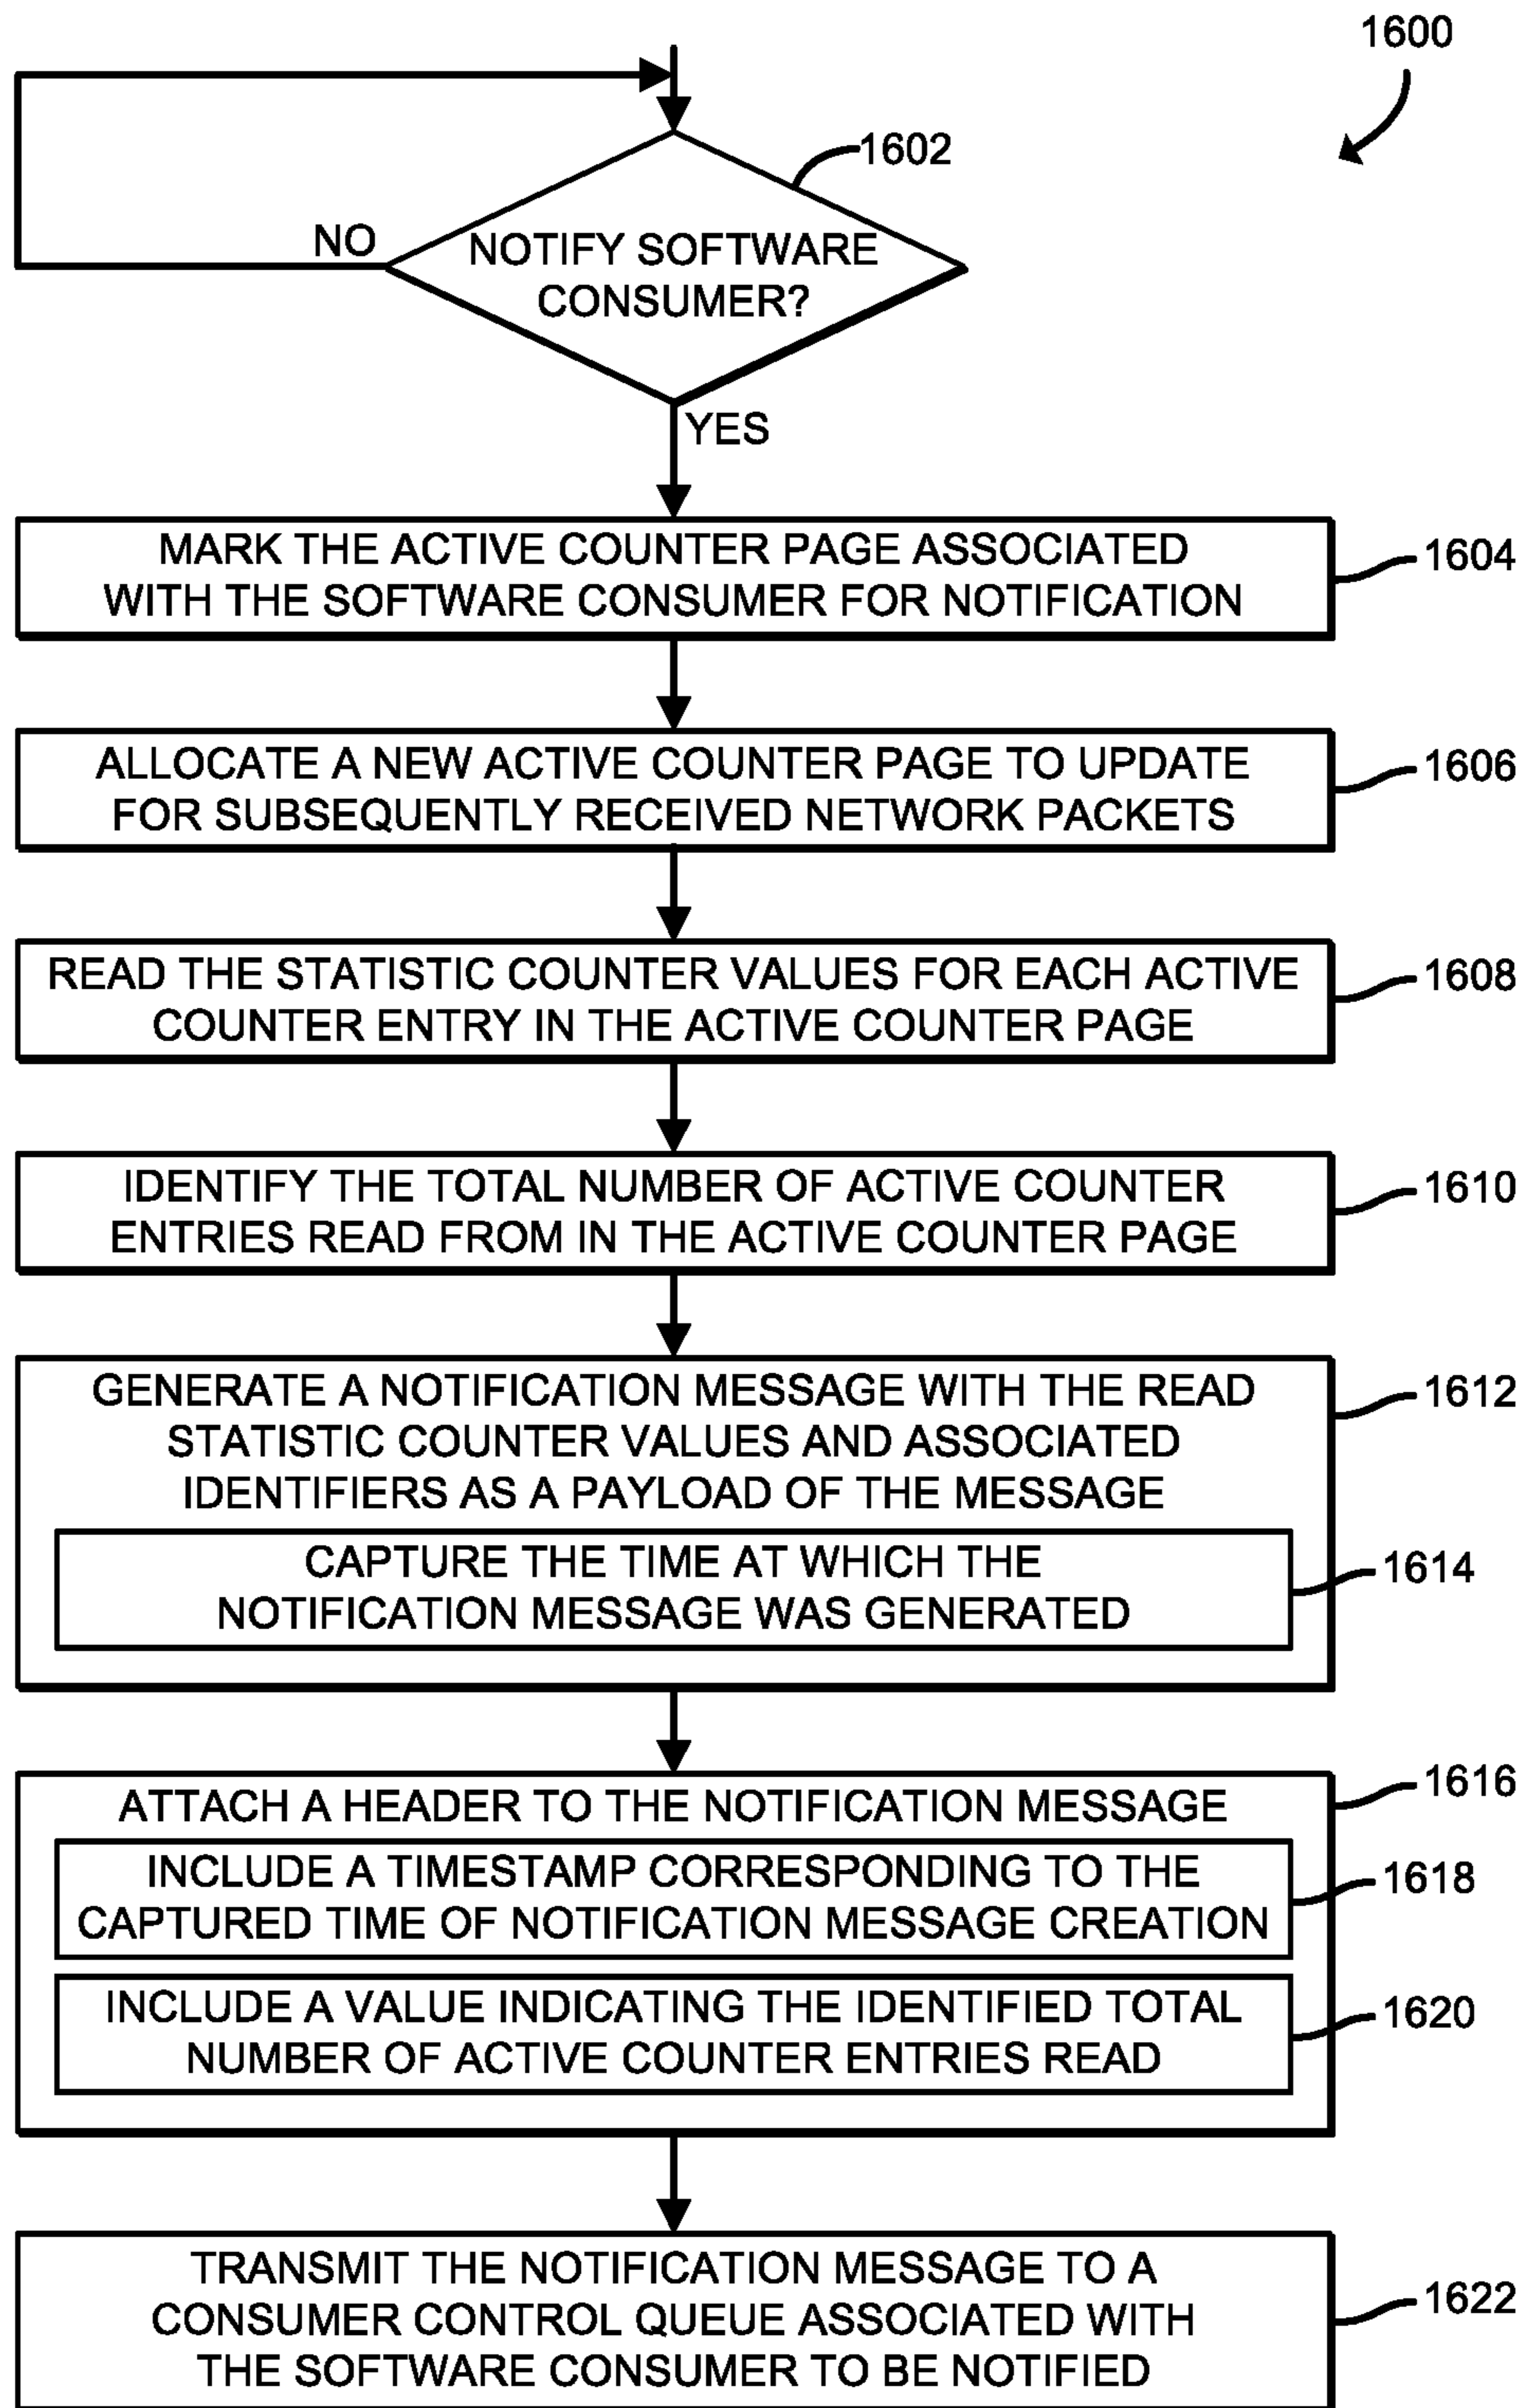 1600
1602
NO
NOTIFY SOFTWARE
CONSUMER?
YES
MARK THE ACTIVE COUNTER PAGE ASSOCIATED
WITH THE SOFTWARE CONSUMER FOR NOTIFICATION
1604
ALLOCATE A NEW ACTIVE COUNTER PAGE TO UPDATE
FOR SUBSEQUENTLY RECEIVED NETWORK PACKETS
1606
READ THE STATISTIC COUNTER VALUES FOR EACH ACTIVE
COUNTER ENTRY IN THE ACTIVE COUNTER PAGE
1608
IDENTIFY THE TOTAL NUMBER OF ACTIVE COUNTER
ENTRIES READ FROM IN THE ACTIVE COUNTER PAGE
1610
GENERATE A NOTIFICATION MESSAGE WITH THE READ
STATISTIC COUNTER VALUES AND ASSOCIATED
IDENTIFIERS AS A PAYLOAD OF THE MESSAGE
1612
CAPTURE THE TIME AT WHICH THE
NOTIFICATION MESSAGE WAS GENERATED
1614
ATTACH A HEADER TO THE NOTIFICATION MESSAGE
1616
INCLUDE A TIMESTAMP CORRESPONDING TO THE
CAPTURED TIME OF NOTIFICATION MESSAGE CREATION
1618
INCLUDE A VALUE INDICATING THE IDENTIFIED TOTAL
NUMBER OF ACTIVE COUNTER ENTRIES READ
1620
TRANSMIT THE NOTIFICATION MESSAGE TO A
CONSUMER CONTROL QUEUE ASSOCIATED WITH
THE SOFTWARE CONSUMER TO BE NOTIFIED
1622